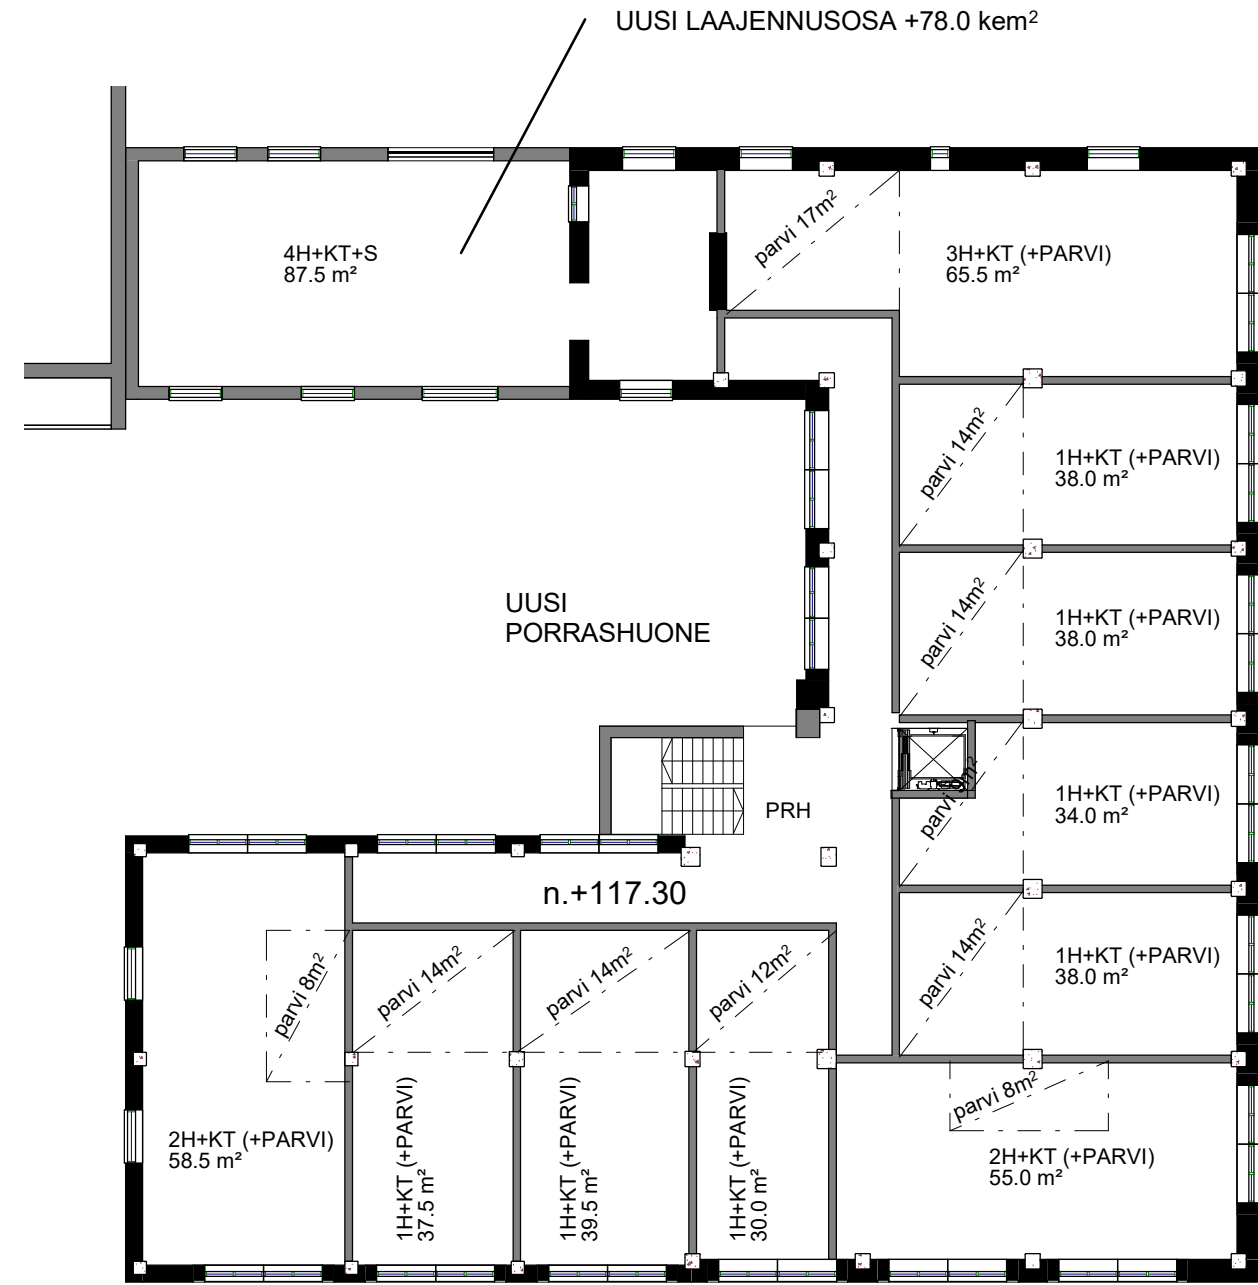 UUSI LAAJENNUSOSA +78.0 kem²
4H+KT+S
87.5 m²
parvi 17m²
3H+KT (+PARVI)
65.5 m²
parvi 14m²
1H+KT (+PARVI)
38.0 m²
parvi 14m²
1H+KT (+PARVI)
38.0 m²
UUSI
PORRASHUONE
parvi m²
1H+KT (+PARVI)
34.0 m²
PRH
n.+117.30
parvi 14m²
1H+KT (+PARVI)
38.0 m²
parvi 8m²
2H+KT (+PARVI)
58.5 m²
parvi 14m²
1H+KT (+PARVI)
37.5 m²
parvi 14m²
1H+KT (+PARVI)
39.5 m²
parvi 12m²
1H+KT (+PARVI)
30.0 m²
parvi 8m²
2H+KT (+PARVI)
55.0 m²